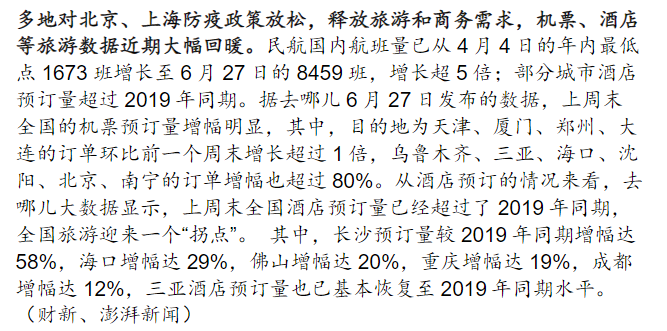 多地对北京、上海防疫政策放松，释放旅游和商务需求，机票、酒店
等旅游数据近期大幅回暖。民航国内航班量已从 4 月 4 日的年内最低
点 1673 班增长至 6 月 27 日的 8459 班，增长超 5 倍；部分城市酒店
预订量超过 2019 年同期。据去哪儿 6 月 27 日发布的数据，上周末
全国的机票预订量增幅明显，其中，目的地为天津、厦门、郑州、大
连的订单环比前一个周末增长超过 1 倍，乌鲁木齐、三亚、海口、沈
阳、北京、南宁的订单增幅也超过 80%。从酒店预订的情况来看，去
哪儿大数据显示，上周末全国酒店预订量已经超过了 2019 年同期，
全国旅游迎来一个“拐点”。 其中，长沙预订量较 2019 年同期增幅达
58%，海口增幅达 29%，佛山增幅达 20%，重庆增幅达 19%，成都
增幅达 12%，三亚酒店预订量也已基本恢复至 2019 年同期水平。
（财新、澎湃新闻）